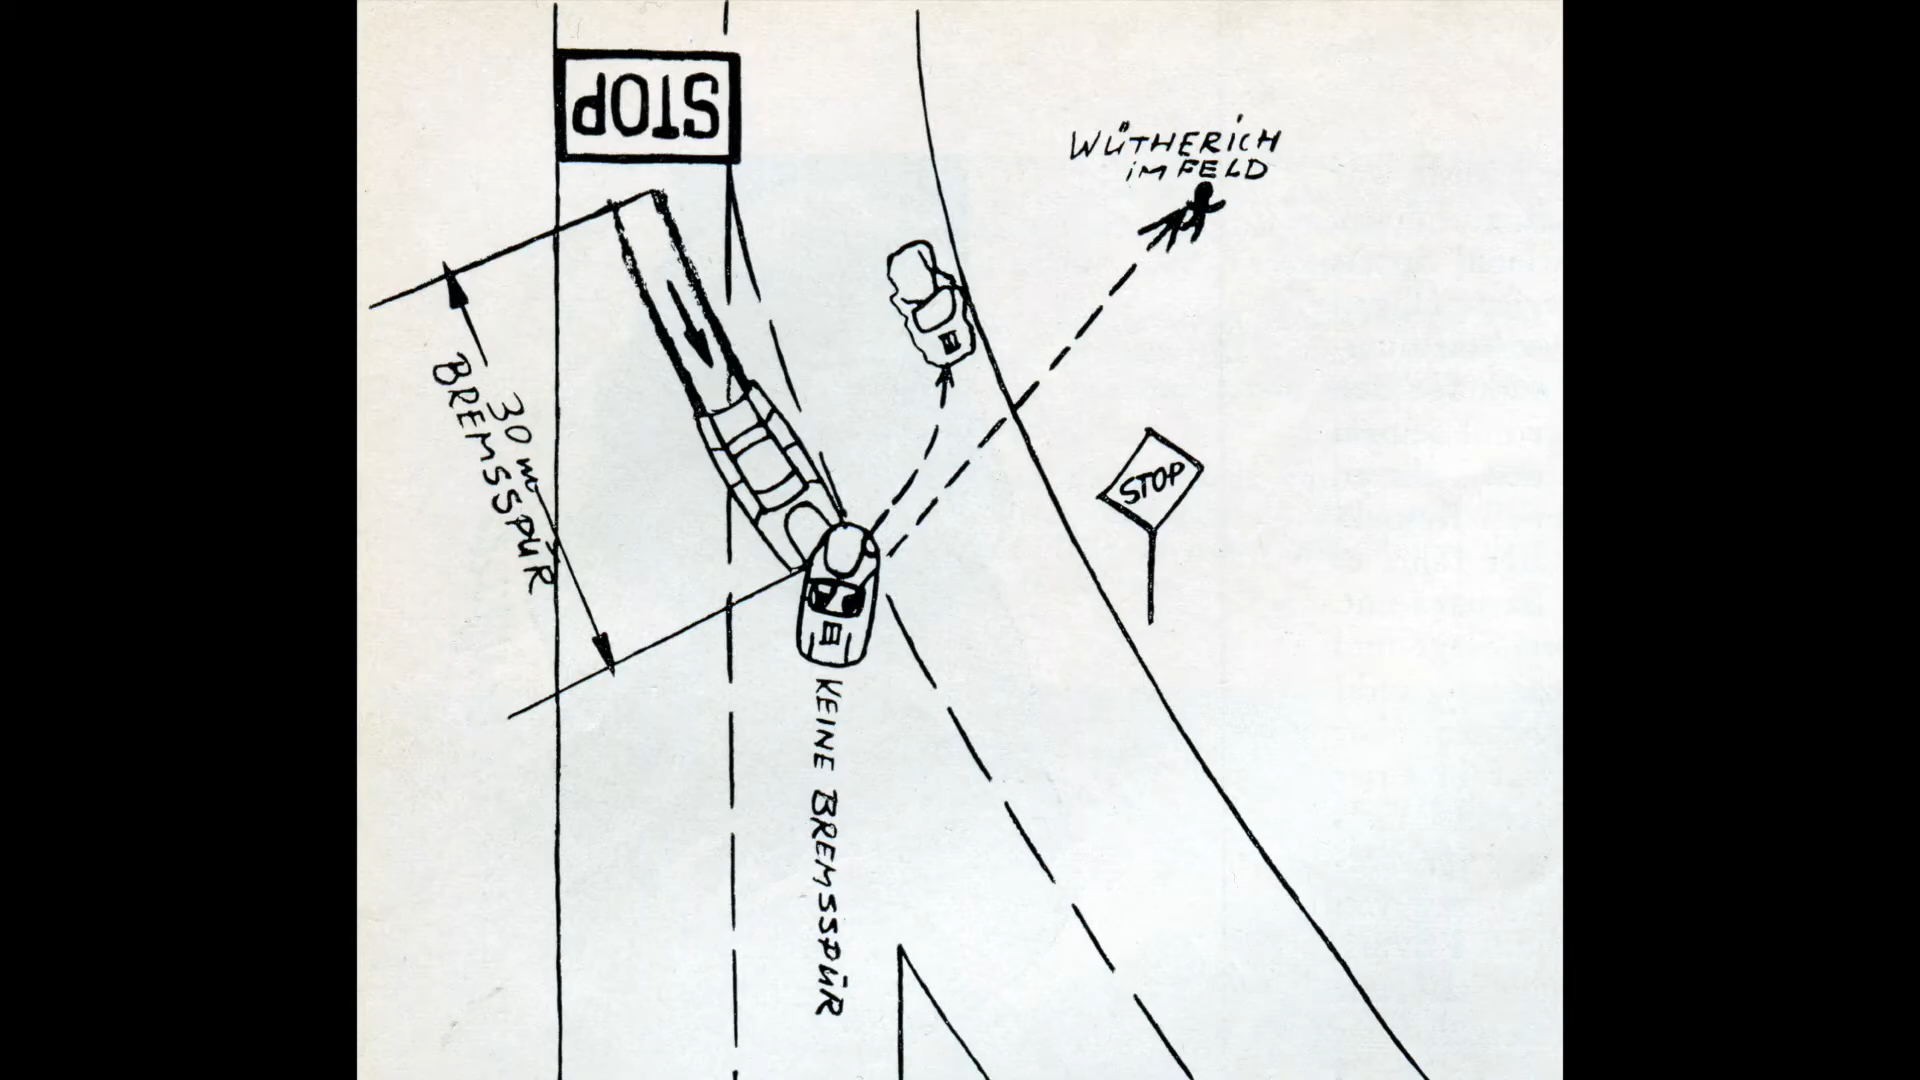 STOP
WÜTHERICH
IM FELD
STOP
30 m
BREMSSPUR
KEINE BREMSSPUR